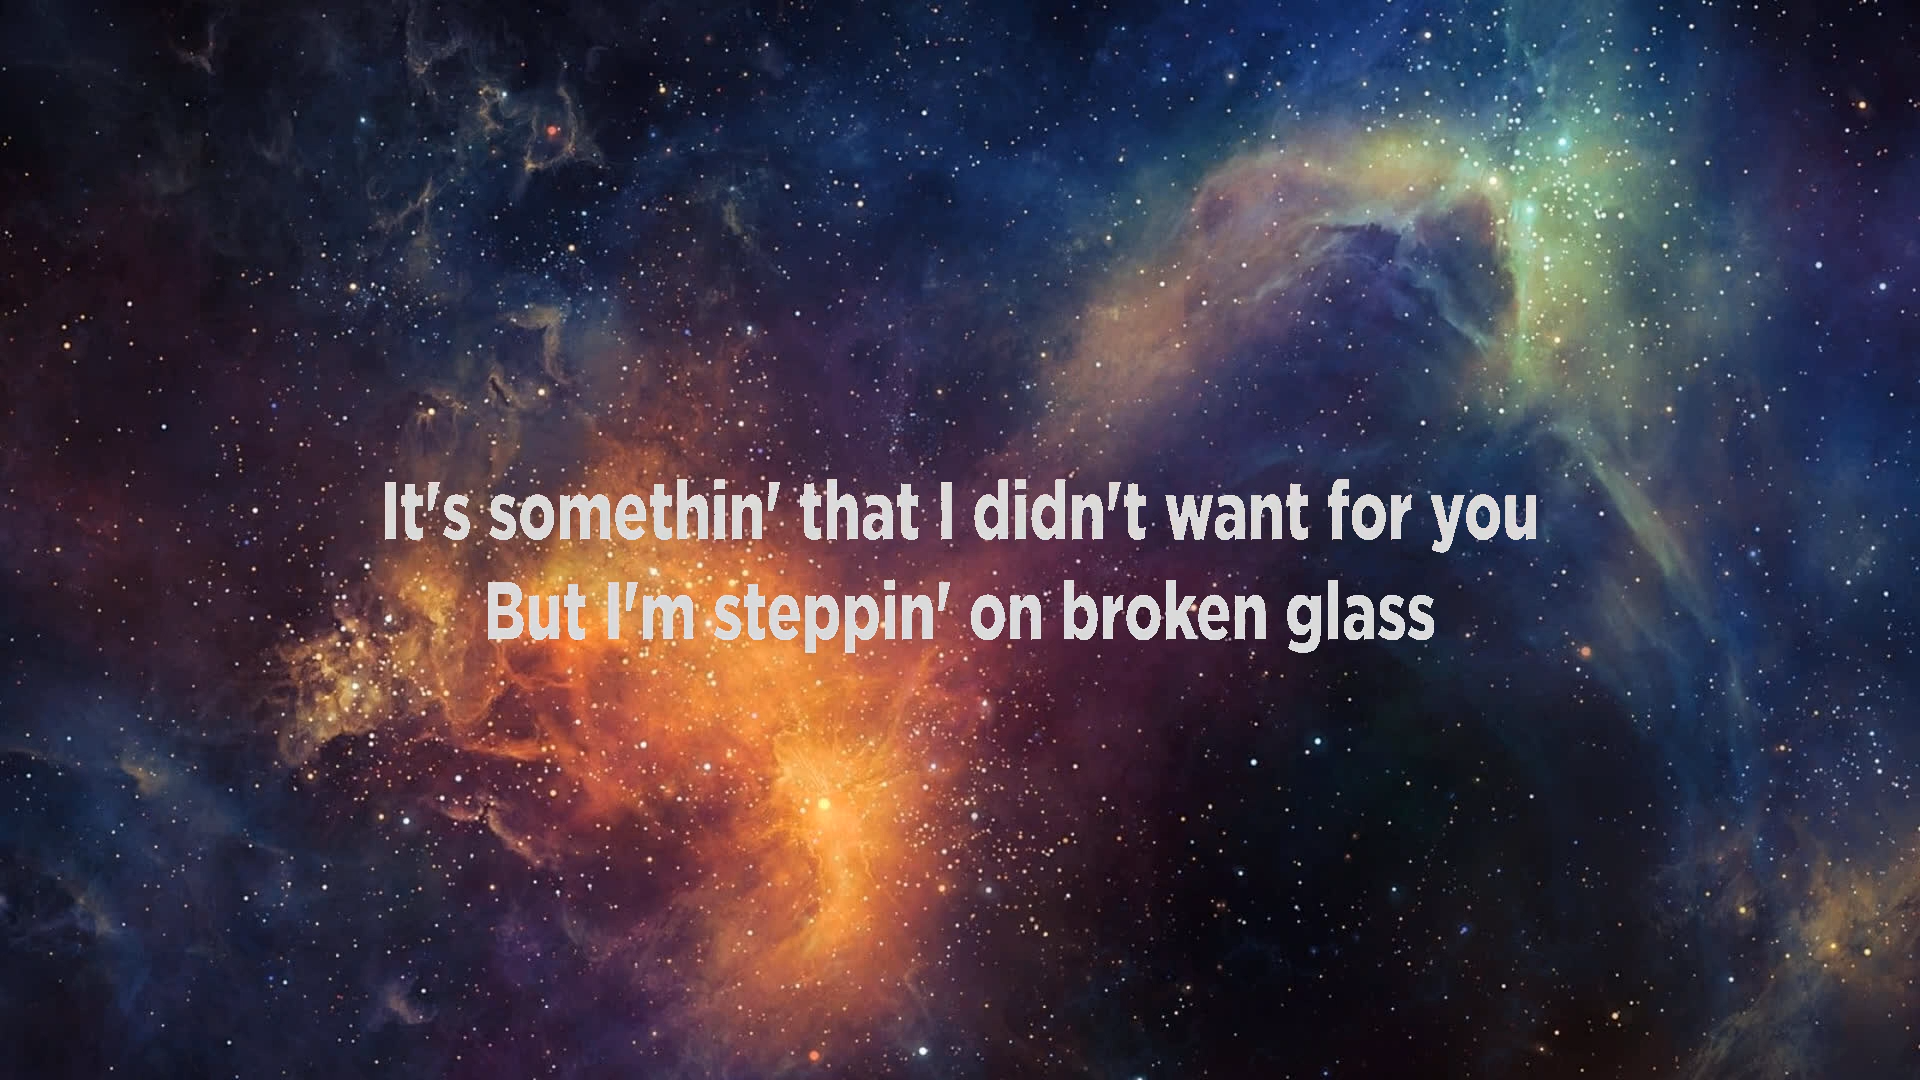 It's somethin' that I didn't want for you
But I'm steppin' on broken glass